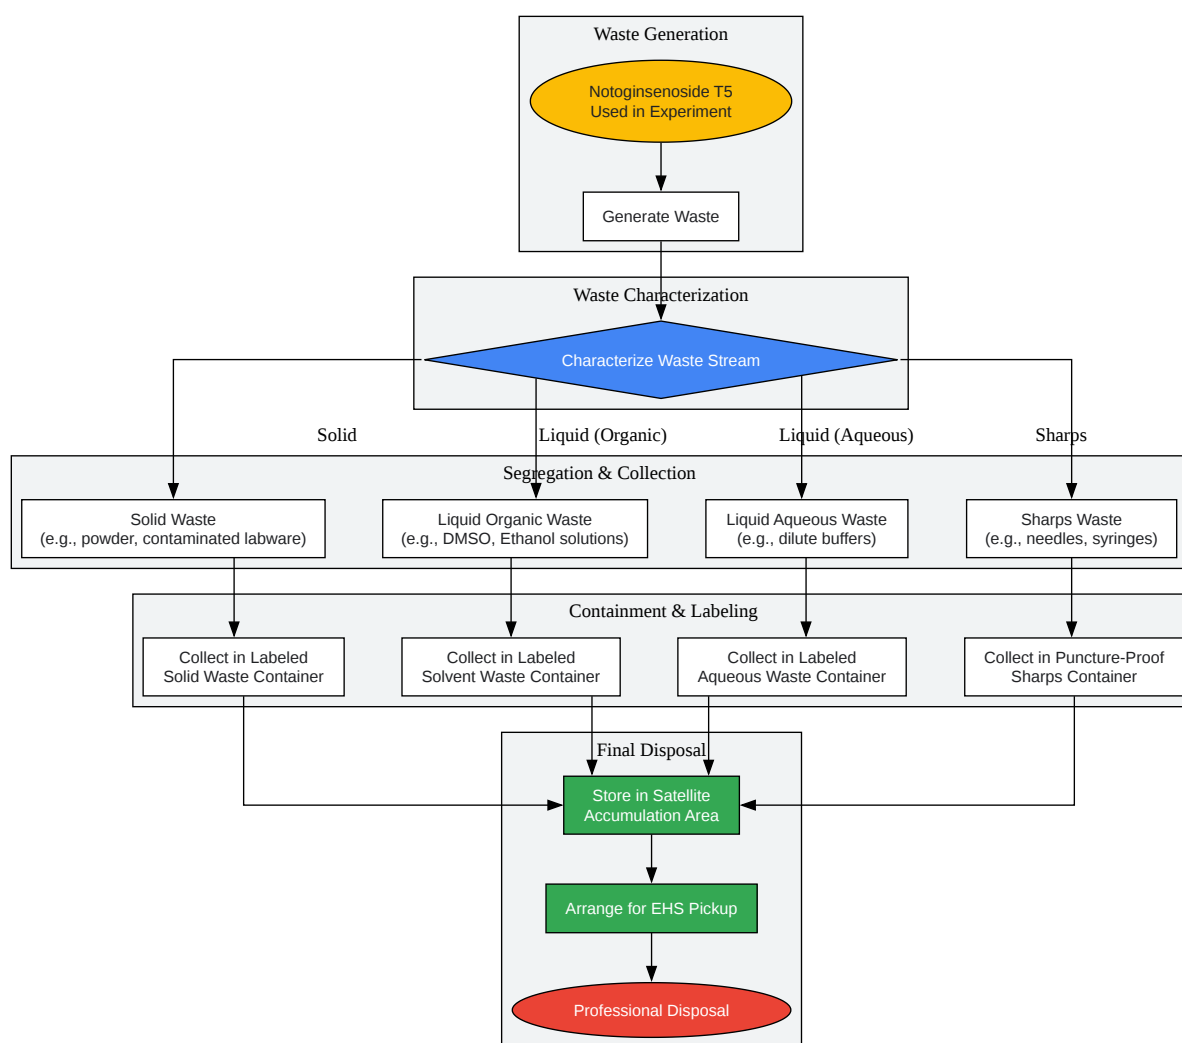 Waste Generation
Notoginsenoside T5
Used in Experiment
Generate Waste
Waste Characterization
Characterize Waste Stream
Solid
Liquid (Organic)
Liquid (Aqueous)
Sharps
Segregation & Collection
Solid Waste
(e.g., powder, contaminated labware)
Liquid Organic Waste
(e.g., DMSO, Ethanol solutions)
Liquid Aqueous Waste
(e.g., dilute buffers)
Sharps Waste
(e.g., needles, syringes)
Containment & Labeling
Collect in Labeled
Solid Waste Container
Collect in Labeled
Solvent Waste Container
Collect in Labeled
Aqueous Waste Container
Collect in Puncture-Proof
Sharps Container
Final Disposal
Store in Satellite
Accumulation Area
Arrange for EHS Pickup
Professional Disposal